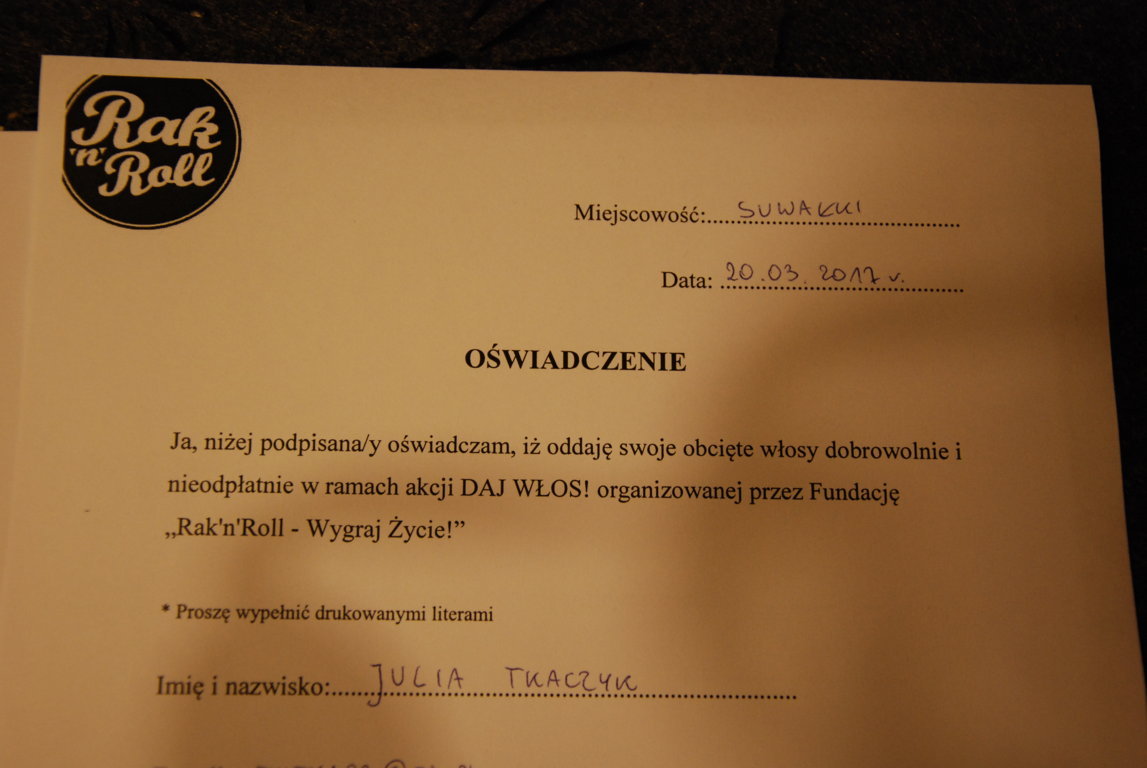 Rak
'n'
Roll
Miejscowość: SUWAŁKI
Data: 20.03.2017 r.
OŚWIADCZENIE
Ja, niżej podpisana/y oświadczam, iż oddaję swoje obcięte włosy dobrowolnie i
nieodpłatnie w ramach akcji DAJ WŁOS! organizowanej przez Fundację
„Rak'n'Roll - Wygraj Życie!”
* Proszę wypełnić drukowanymi literami
Imię i nazwisko: JULIA TKACZYK